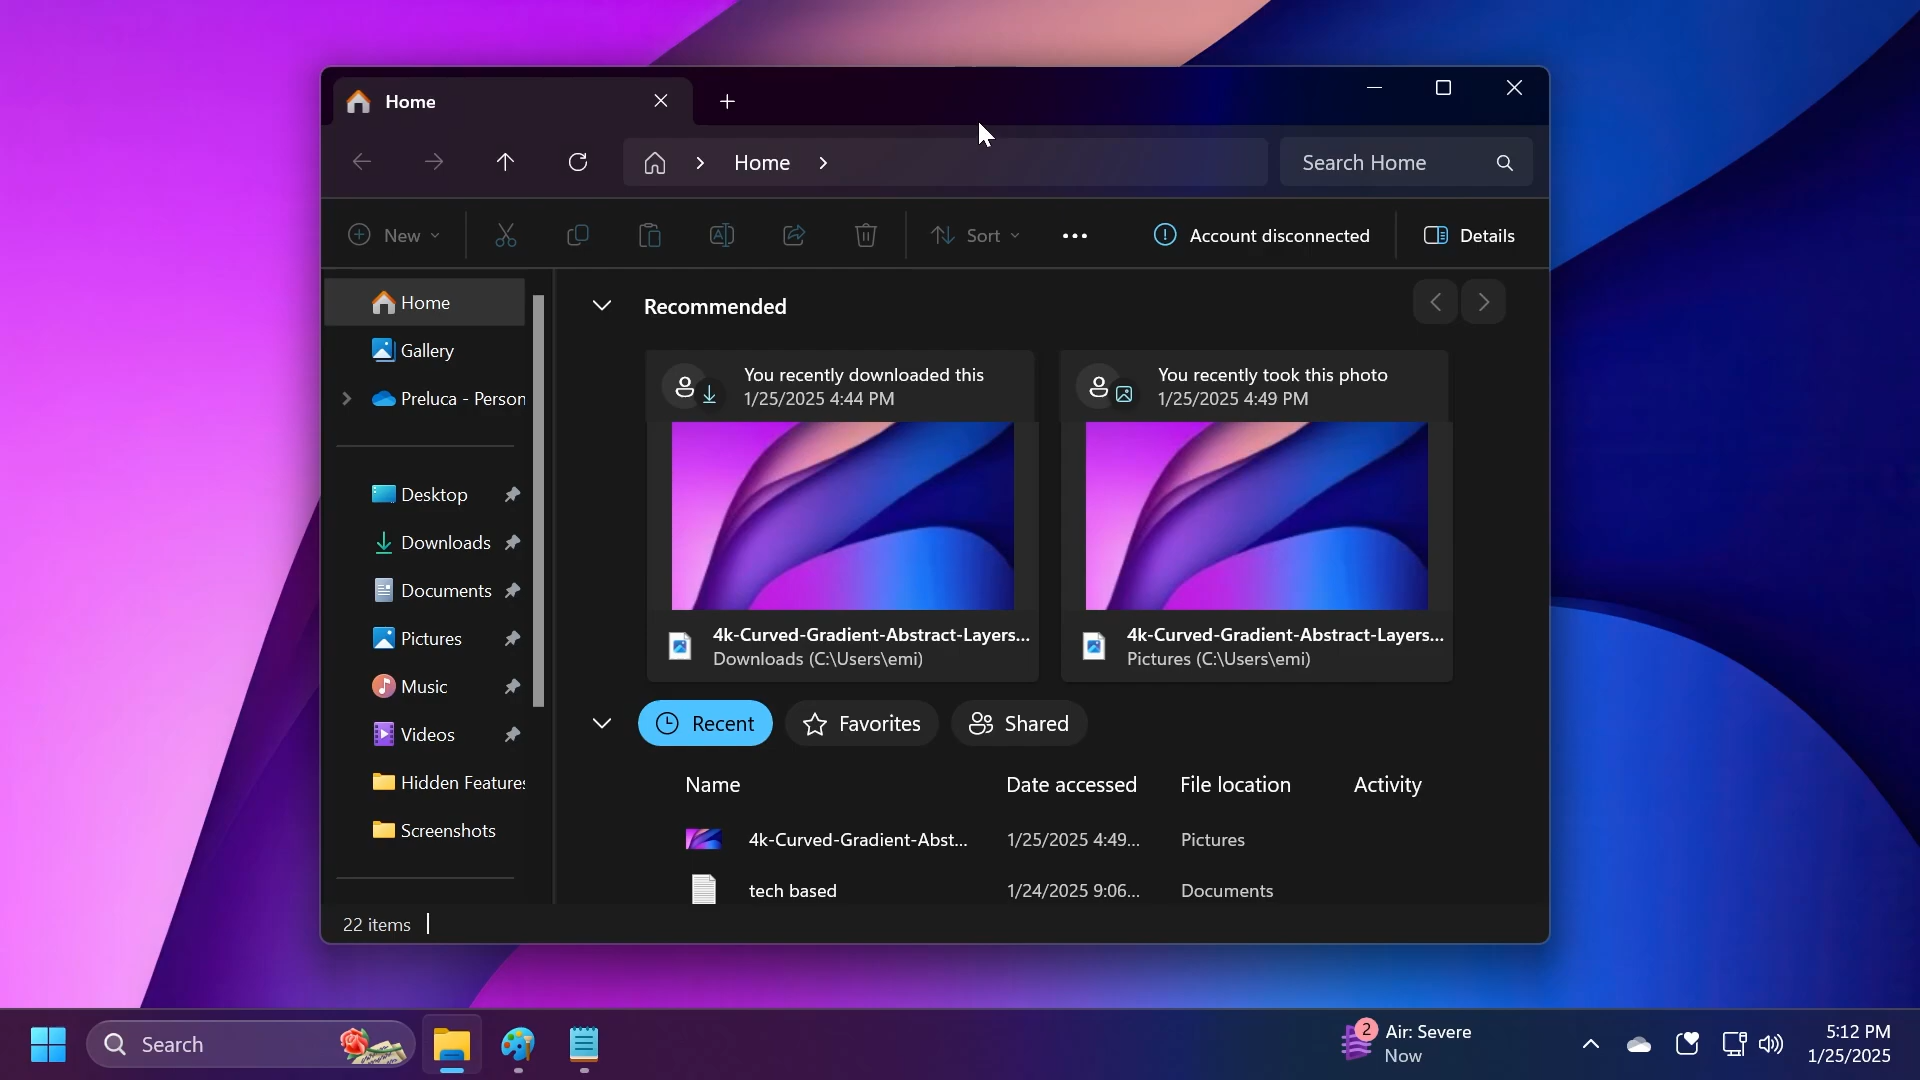 Home
Home
Search Home
New
Sort
Account disconnected
Details
Home
Gallery
Preluca - Person
Desktop
Downloads
Documents
Pictures
Music
Videos
Hidden Features
Screenshots
Recommended
You recently downloaded this
1/25/2025 4:44 PM
4k-Curved-Gradient-Abstract-Layers...
Downloads (C:\Users\emi)
You recently took this photo
1/25/2025 4:49 PM
4k-Curved-Gradient-Abstract-Layers...
Pictures (C:\Users\emi)
Recent
Favorites
Shared
Name Date accessed File location Activity
4k-Curved-Gradient-Abst... 1/25/2025 4:49... Pictures
tech based 1/24/2025 9:06... Documents
22 items
Search
2
Air: Severe
Now
5:12 PM
1/25/2025